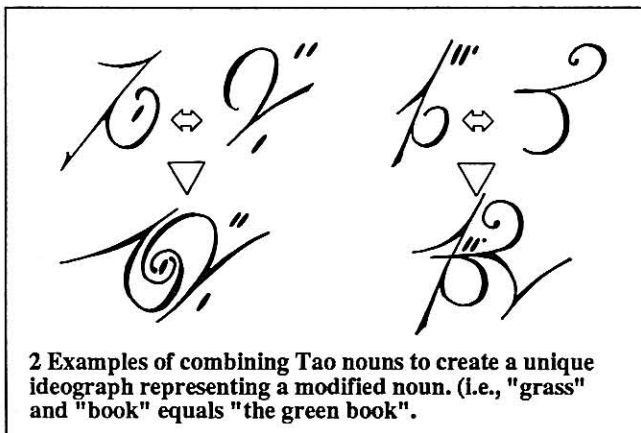 2 Examples of combining Tao nouns to create a unique
ideograph representing a modified noun. (i.e., "grass"
and "book" equals "the green book".